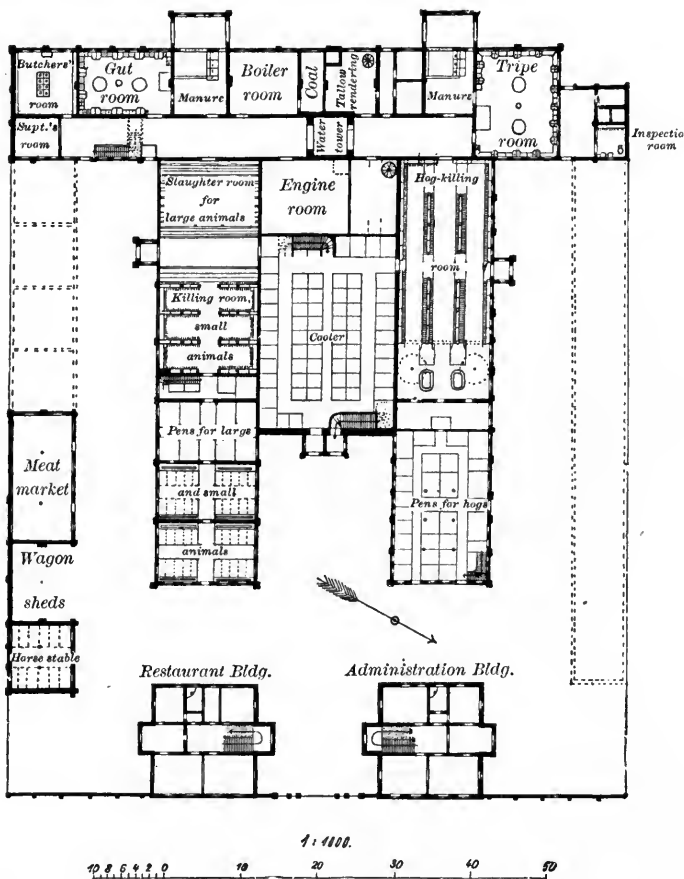 Butchers'
room
Gut
room
Manure
Boiler
room
Coal
Tallow
rendering
Manure
Tripe
room
Supt.'s
room
Water
tower
Inspectio
room
Slaughter room
for
large animals
Engine
room
Hog-killing
room
Killing room,
small
animals
Cooler
Pens for large
and small
animals
Pens for hogs
Meat
market
Wagon
sheds
Horse stable
Restaurant Bldg.
Administration Bldg.
1:1000.
10 8 6 4 2 0 10 20 30 40 50